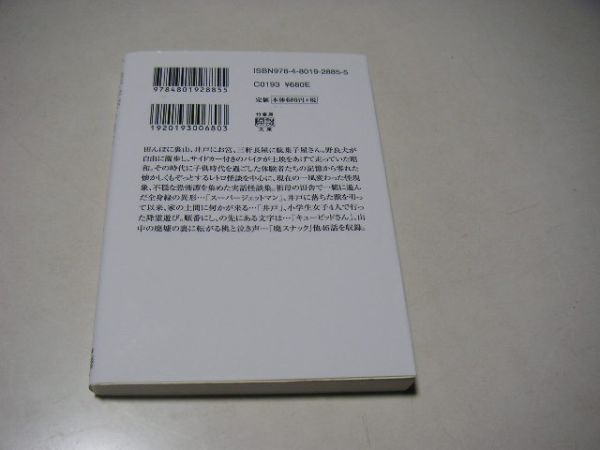 ISBN978-4-8019-2885-5
C0193 ¥680E
定価 本体680円+税
9784801928855
1920193006803
竹書房
文庫
田んぼに裏山、井戸にお宮、三軒長屋に駄菓子屋さん。野良犬が
自由に闊歩し、サイドカー付きのバイクが土埃をあげて走っていた昭
和。その時代に子供時代を過ごした体験者たちの記憶から零れた
懐かしくもぞっとするレトロ怪談を中心に、現在の一風変わった怪現
象、不穏な恐怖譚を集めた実話怪談集。祖母の田舎で一緒に遊ん
だ全身緑の異形…「スーパージェットマン」、井戸に落ちた猫を弔っ
て以来、家の土間に何かが来る…「井戸」、小学生女子4人で行っ
た降霊遊び。順番にし、の先にある文字は…「キューピッドさん」、山
中の廃墟の裏に転がる桃と泣き声…「廃スナック」他46話を収録。